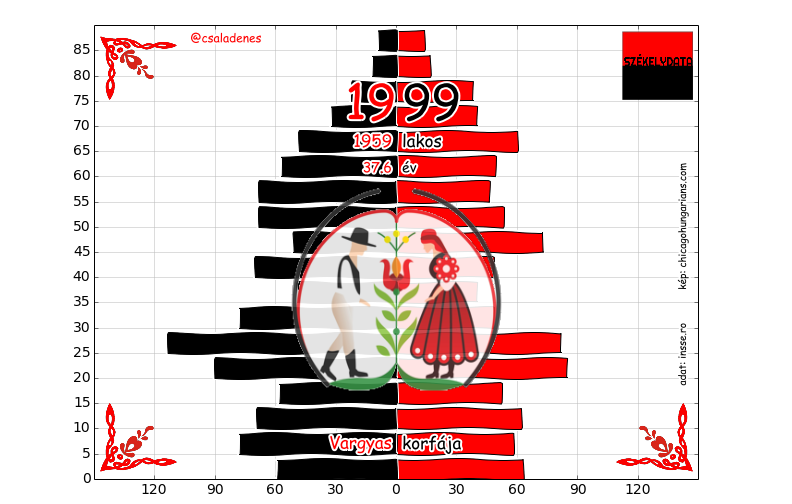 @csaladenes
SZÉKELYDATA
1999
1959 lakos
37.6 év
Vargyas korfája
kép: chicagohungarians.com
adat: insse.ro
85
80
75
70
65
60
55
50
45
40
35
30
25
20
15
10
5
0
120 90 60 30 0 30 60 90 120